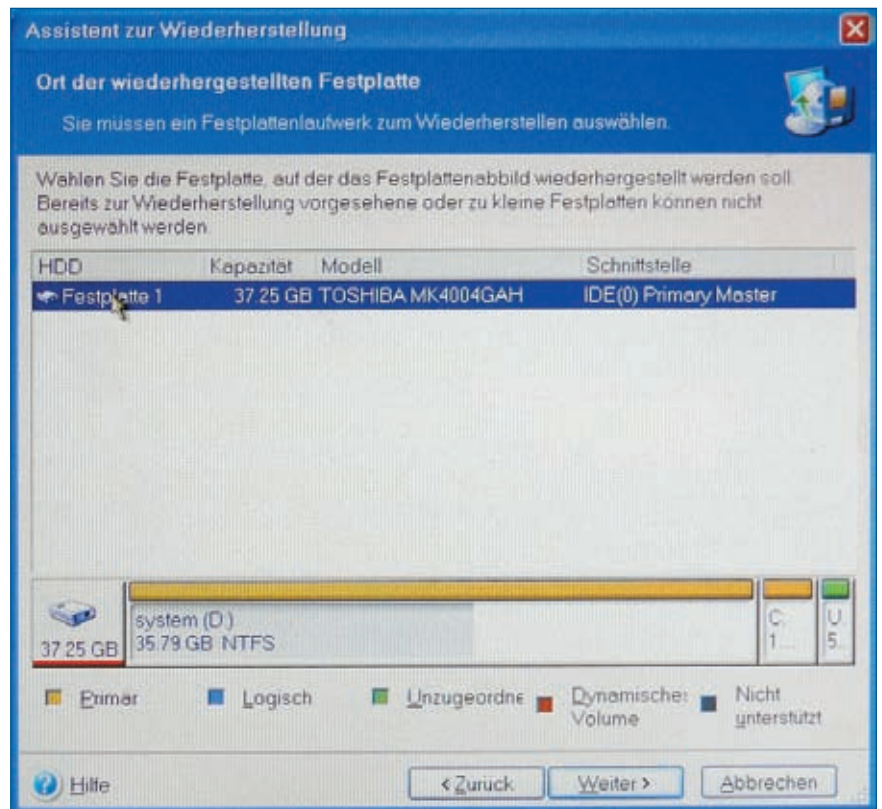 Assistent zur Wiederherstellung
Ort der wiederhergestellten Festplatte
Sie müssen ein Festplattenlaufwerk zum Wiederherstellen auswählen.
Wählen Sie die Festplatte, auf der das Festplattenabbild wiederhergestellt werden soll.
Bereits zur Wiederherstellung vorgesehene oder zu kleine Festplatten können nicht
ausgewählt werden.
HDD Kapazität Modell Schnittstelle
Festplatte 1 37.25 GB TOSHIBA MK4004GAH IDE(0) Primary Master
system (D:) C: U.
37.25 GB 35.79 GB NTFS 1... 5..
Primär Logisch Unzugeordne Dynamisches Nicht
Volume unterstützt
Hilfe < Zurück Weiter > Abbrechen